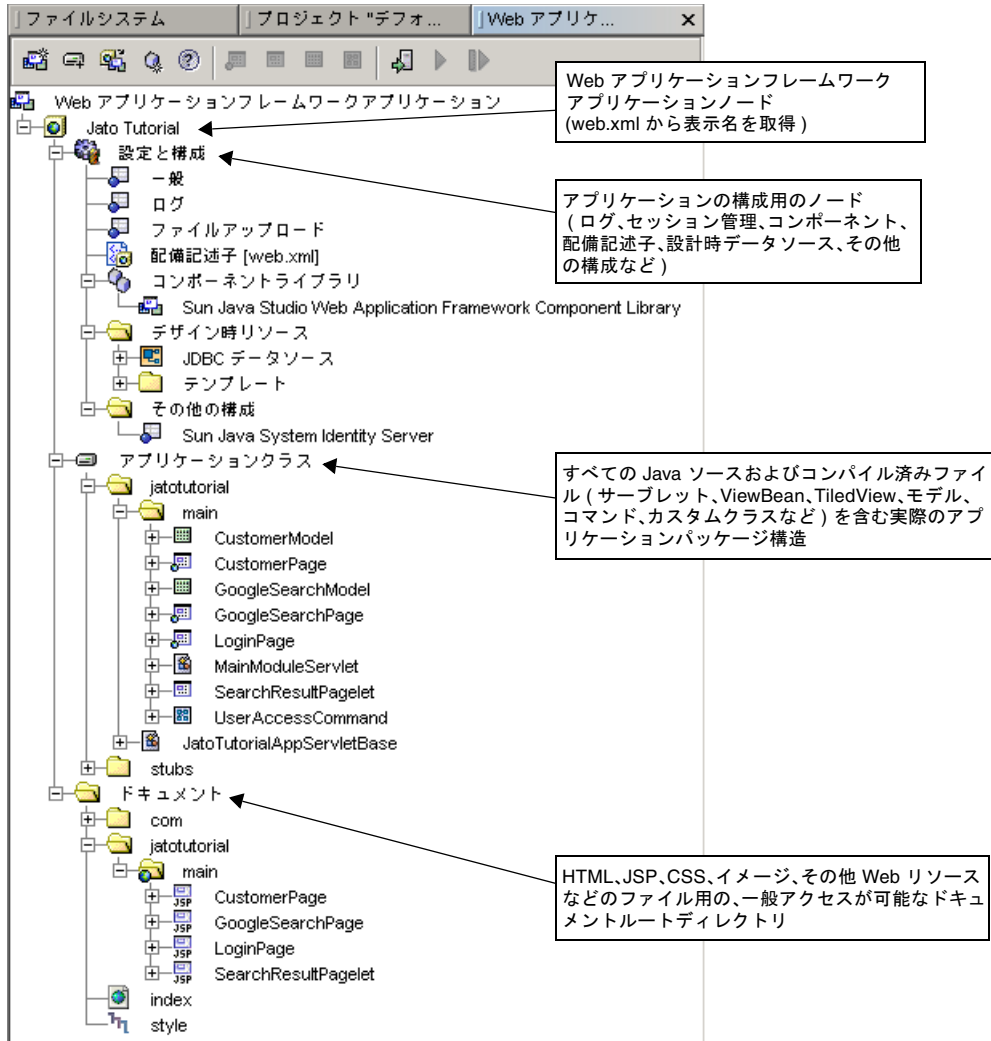 ファイルシステム
プロジェクト "デフォ...
Web アプリケ...
Web アプリケーションフレームワークアプリケーション
Jato Tutorial
設定と構成
一般
ログ
ファイルアップロード
配備記述子 [web.xml]
コンポーネントライブラリ
Sun Java Studio Web Application Framework Component Library
デザイン時リソース
JDBC データソース
テンプレート
その他の構成
Sun Java System Identity Server
アプリケーションクラス
jatotutorial
main
CustomerModel
CustomerPage
GoogleSearchModel
GoogleSearchPage
LoginPage
MainModuleServlet
SearchResultPagelet
UserAccessCommand
JatoTutorialAppServletBase
stubs
ドキュメント
com
jatotutorial
main
JSP CustomerPage
JSP GoogleSearchPage
JSP LoginPage
JSP SearchResultPagelet
index
style
Web アプリケーションフレームワーク
アプリケーションノード
(web.xml から表示名を取得 )
アプリケーションの構成用のノード
( ログ、セッション管理、コンポーネント、
配備記述子、設計時データソース、その他
の構成など )
すべての Java ソースおよびコンパイル済みファイ
ル ( サーブレット、ViewBean、TiledView、モデル、
コマンド、カスタムクラスなど ) を含む実際のアプ
リケーションパッケージ構造
HTML、JSP、CSS、イメージ、その他 Web リソース
などのファイル用の、一般アクセスが可能なドキュ
メントルートディレクトリ